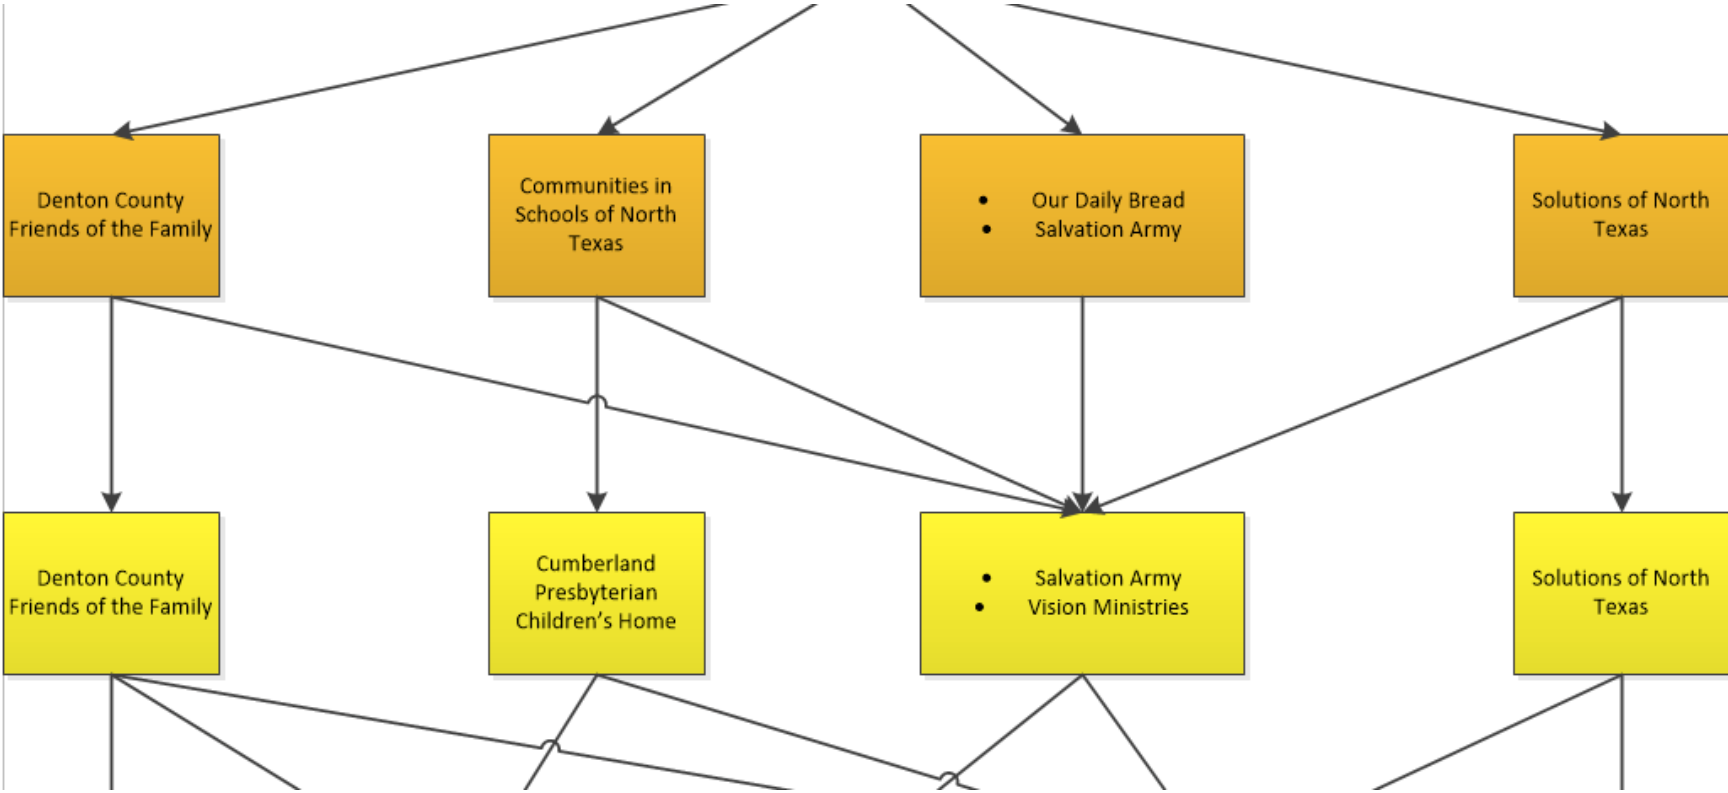 Denton County
Friends of the Family
Communities in
Schools of North
Texas
• Our Daily Bread
• Salvation Army
Solutions of North
Texas
Denton County
Friends of the Family
Cumberland
Presbyterian
Children’s Home
• Salvation Army
• Vision Ministries
Solutions of North
Texas